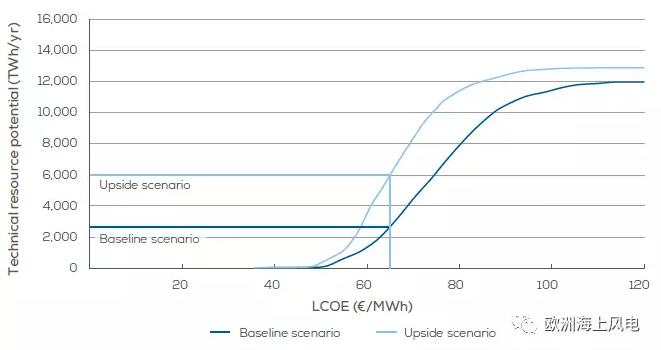 Technical resource potential (TWh/yr)
16,000
14,000
12,000
10,000
8,000
6,000
4,000
2,000
0
Upside scenario
Baseline scenario
20
40
60
80
100
120
LCOE (€/MWh)
Baseline scenario
Upside scenario
欧洲海上风电